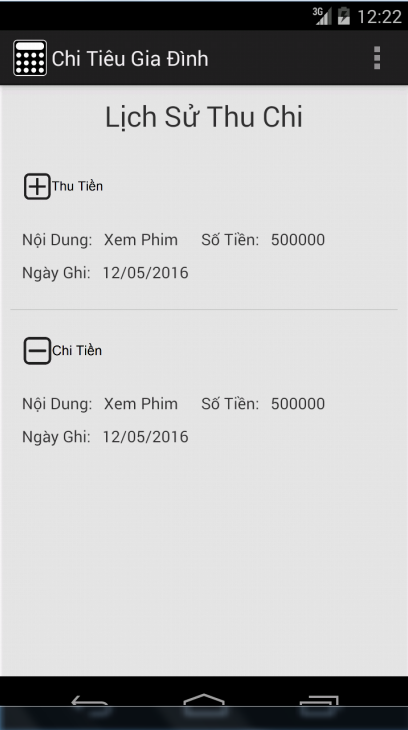 3G 12:22
Chi Tiêu Gia Đình
Lịch Sử Thu Chi
Thu Tiền
Nội Dung: Xem Phim Số Tiền: 500000
Ngày Ghi: 12/05/2016
Chi Tiền
Nội Dung: Xem Phim Số Tiền: 500000
Ngày Ghi: 12/05/2016